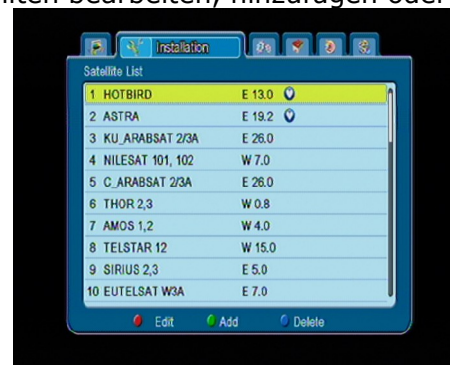 bearbeiten, hinzufügen oder
Installation
Satellite List
1 HOTBIRD E 13.0
2 ASTRA E 19.2
3 KU_ARABSAT 2/3A E 26.0
4 NILESAT 101, 102 W 7.0
5 C_ARABSAT 2/3A E 26.0
6 THOR 2,3 W 0.8
7 AMOS 1,2 W 4.0
8 TELSTAR 12 W 15.0
9 SIRIUS 2,3 E 5.0
10 EUTELSAT W3A E 7.0
Edit Add Delete